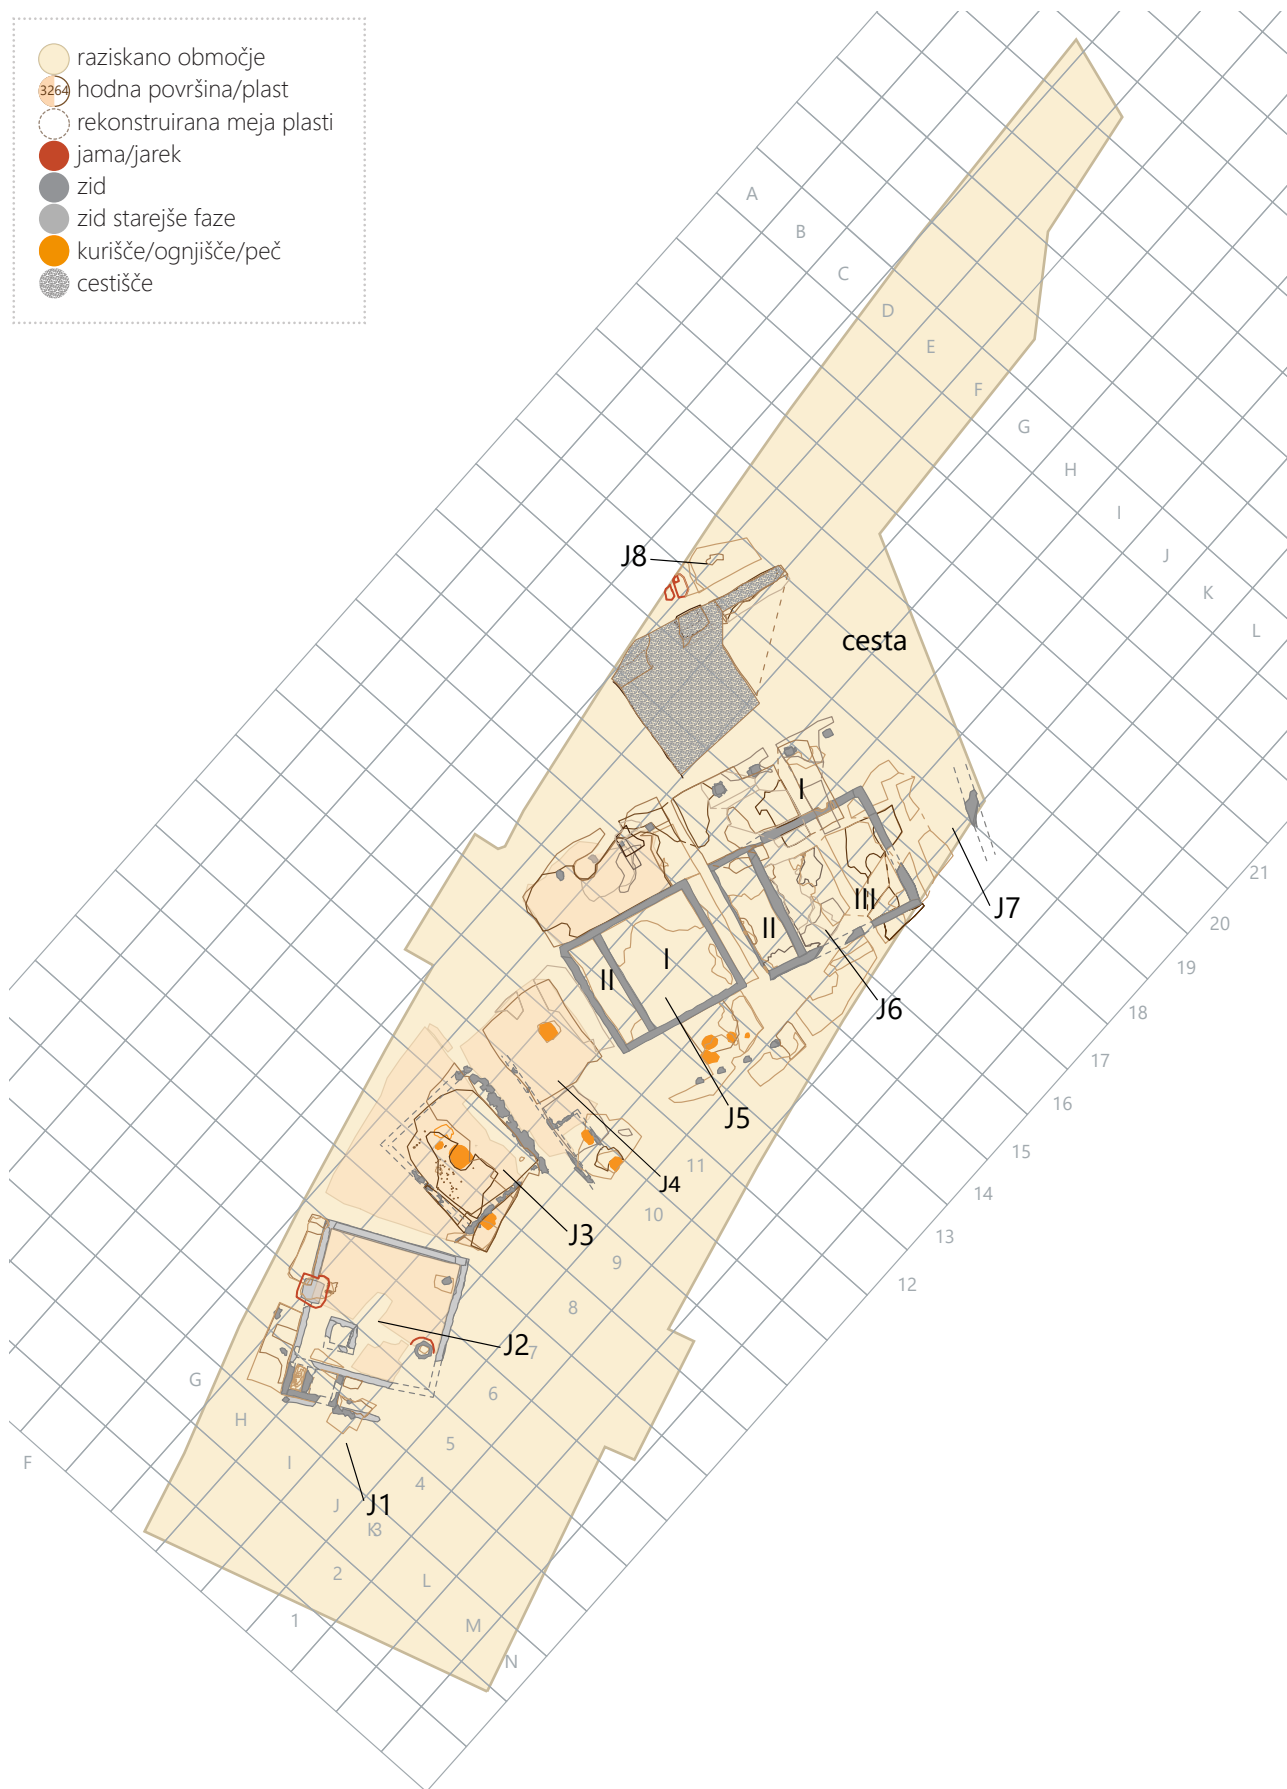 raziskano območje
3264 hodna površina/plast
rekonstruirana meja plasti
jama/jarek
zid
zid starejše faze
kurišče/ognjišče/peč
cestišče
A
B
C
D
E
F
G
H
I
J
K
L
J8
cesta
I
II
III
J7
J6
I
II
J5
J4
J3
J2
J1
21
20
19
18
17
16
15
14
13
12
11
10
9
8
7
6
5
4
3
2
1
F
G
H
I
J
K
L
M
N